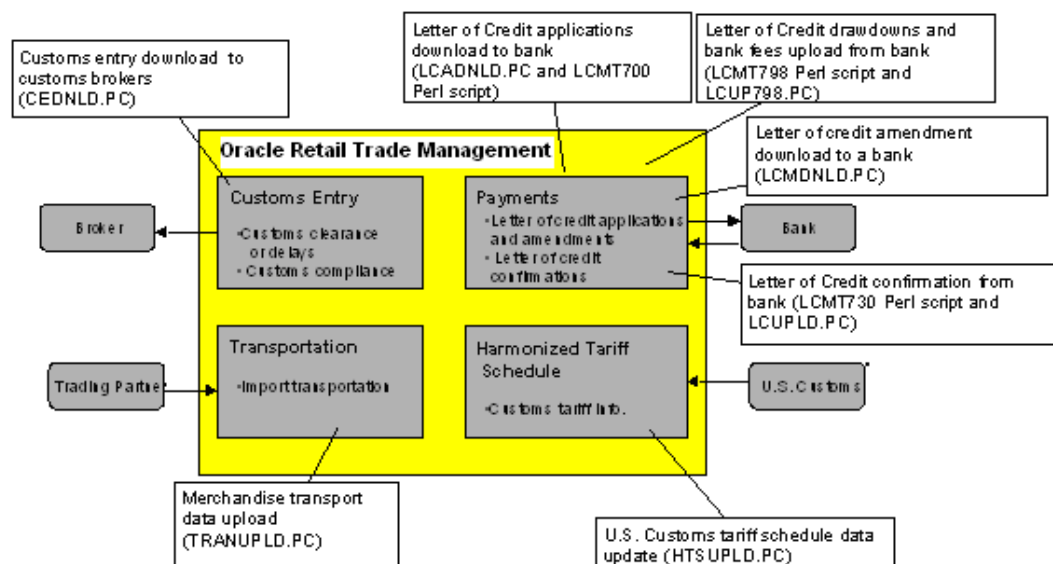 Customs entry download to
customs brokers
(CEDNLD.PC)
Letter of Credit applications
download to bank
(LCADNLD.PC and LCMT700
Perl script)
Letter of Credit drawdowns and
bank fees upload from bank
(LCMT798 Perl script and
LCUP798.PC)
Oracle Retail Trade Management
Letter of credit amendment
download to a bank
(LCMDNLD.PC)
Customs Entry
•Customs clearance
or delays
• Customs compliance
Payments
•Letter of credit applications
and amendments
• Letter of credit
confirmations
Broker
Bank
Letter of Credit confirmation from
bank (LCMT730 Perl script and
LCUPLD.PC)
Transportation
•Import transportation
Harmonized Tariff
Schedule
•Customs tariff info.
Trading Partne
U.S. Customs
Merchandise transport
data upload
(TRANUPLD.PC)
U.S. Customs tariff schedule data
update (HTSUPLD.PC)